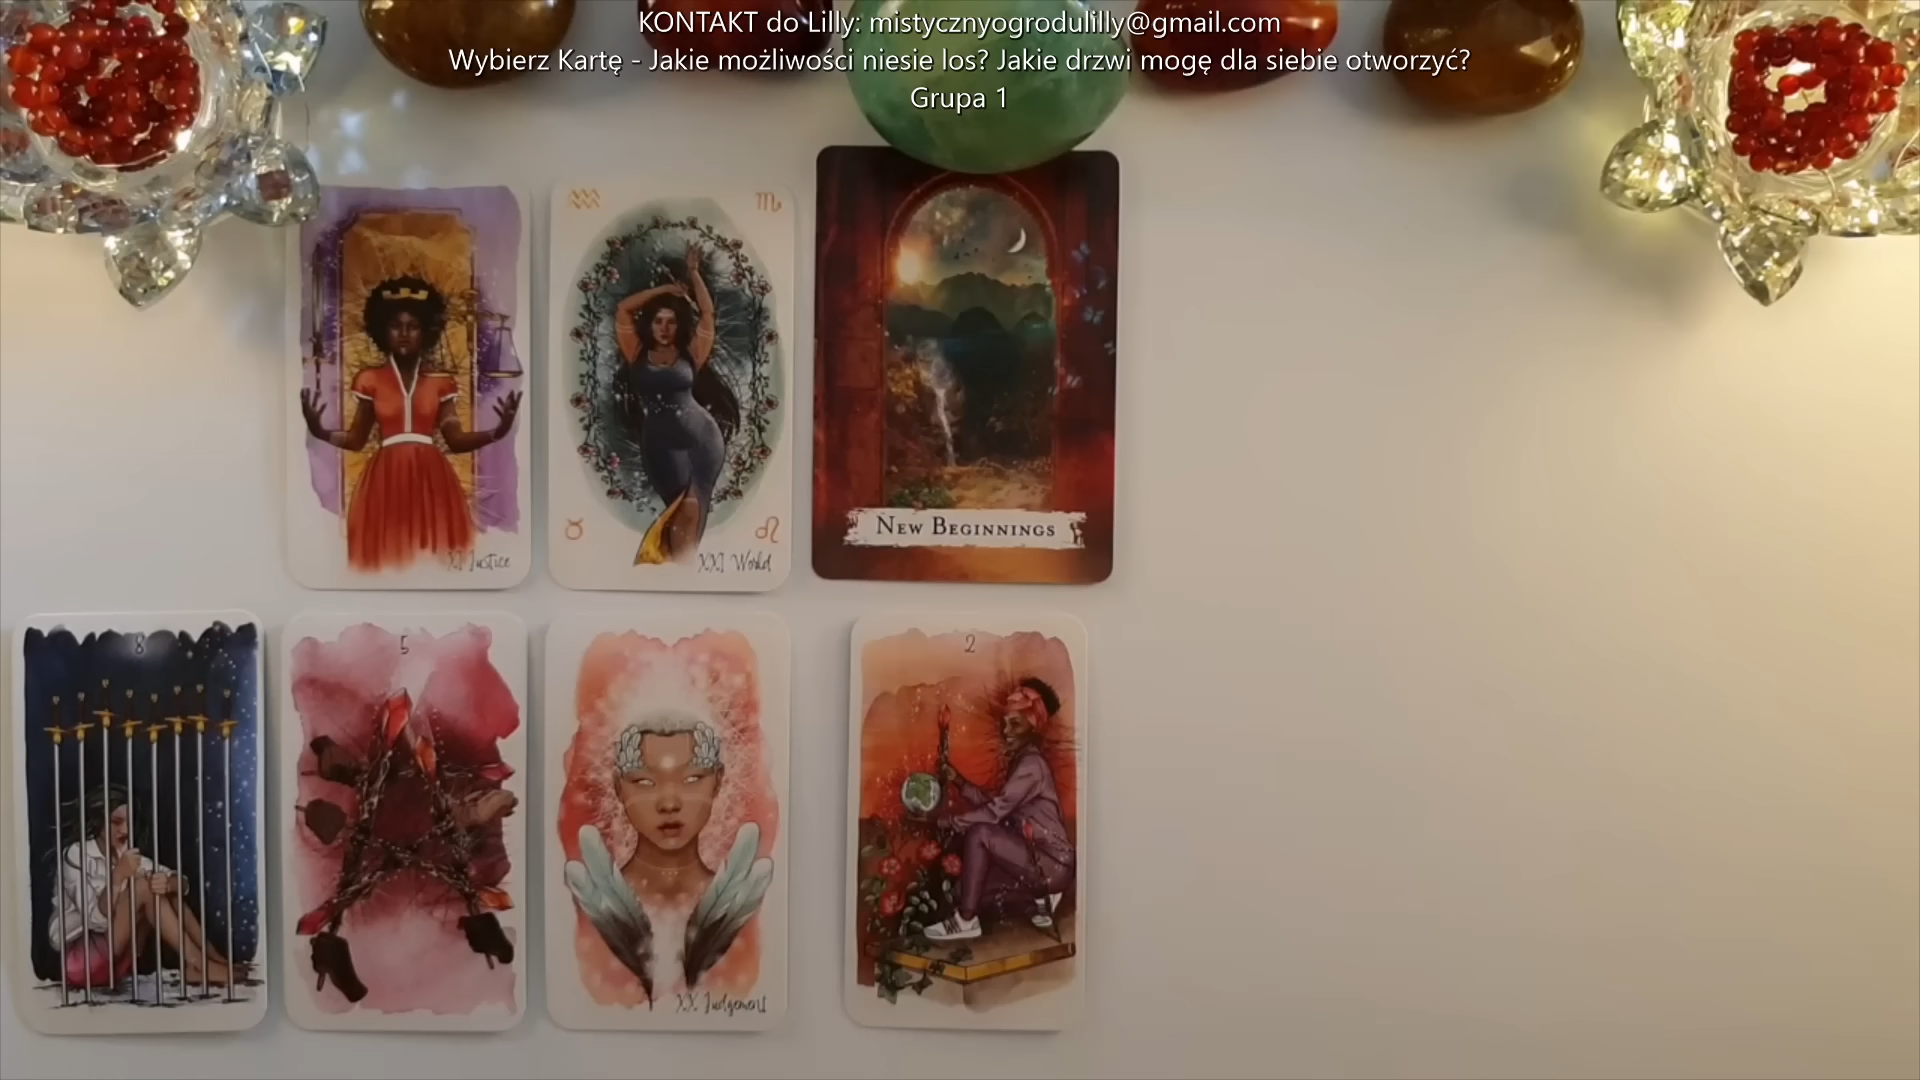 KONTAKT do Lilly: mistycznyogrodulilly@gmail.com
Wybierz Kartę - Jakie możliwości niesie los? Jakie drzwi mogę dla siebie otworzyć?
Grupa 1
XI Justice
XXI World
New Beginnings
8
5
XX Judgement
2